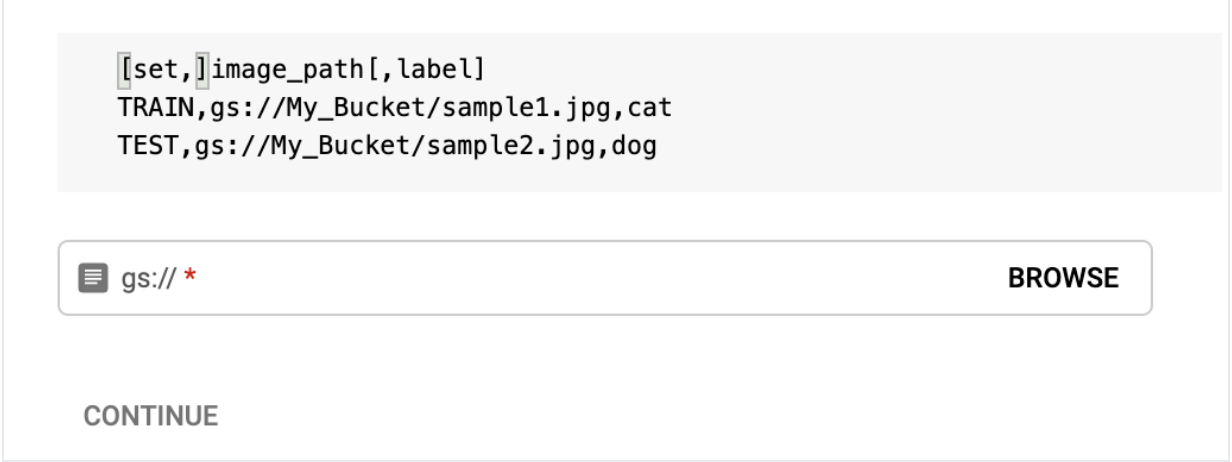 [set,]image_path[,label]
TRAIN,gs://My_Bucket/sample1.jpg,cat
TEST,gs://My_Bucket/sample2.jpg,dog
gs:// * BROWSE
CONTINUE